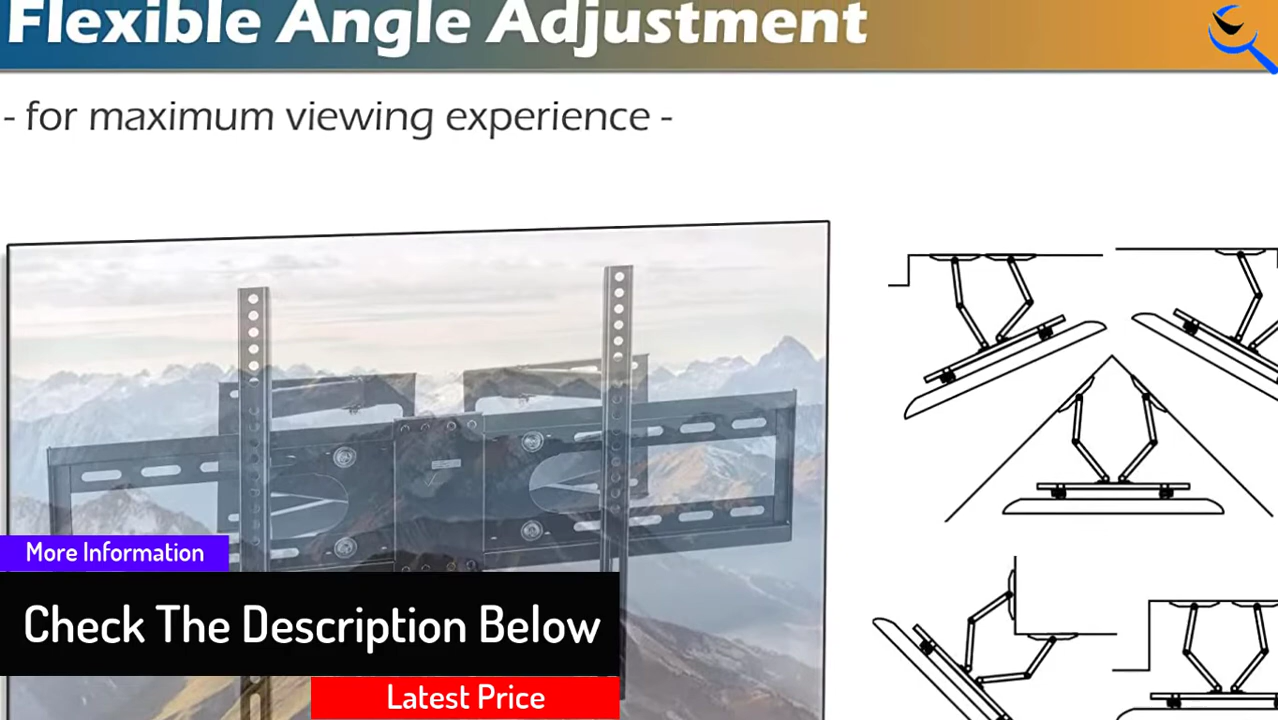 Flexible Angle Adjustment
- for maximum viewing experience -
More Information
Check The Description Below
Latest Price